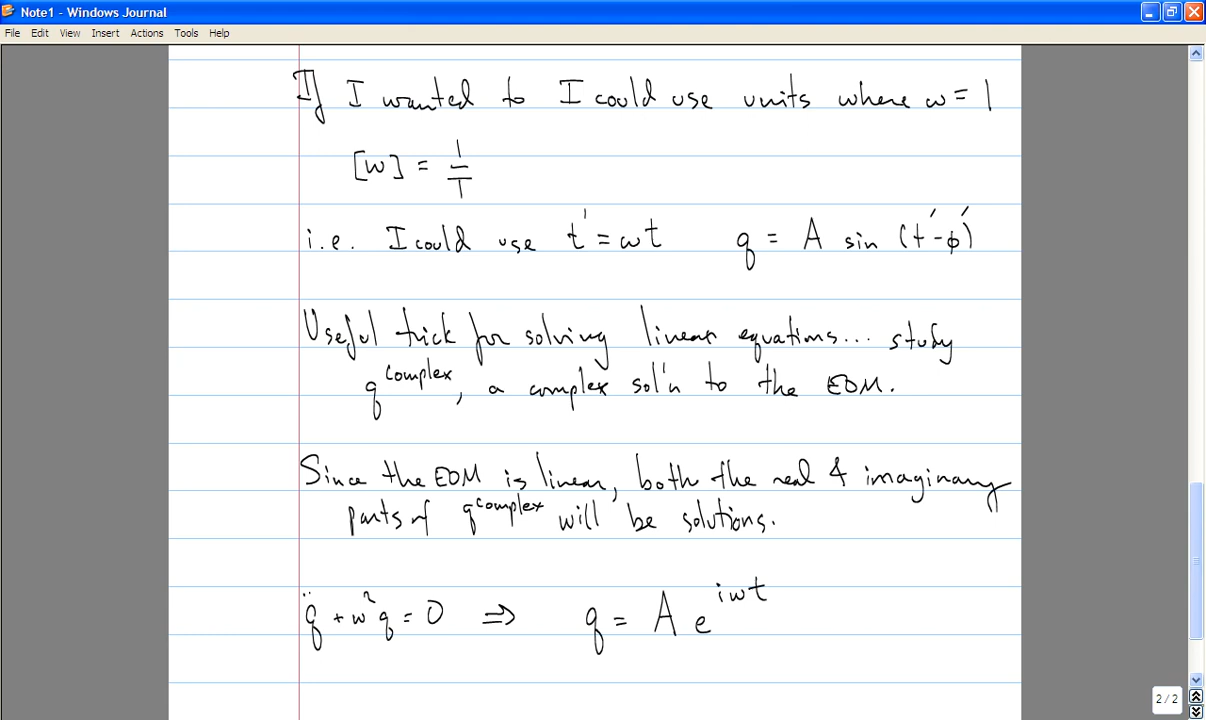 Note1 - Windows Journal
File Edit View Insert Actions Tools Help
If I wanted to I could use units where ω = 1
[ω] = 1/T
i.e. I could use t' = ωt q = A sin (t'-φ')
Useful trick for solving linear equations... study
q^complex, a complex sol'n to the EOM.
Since the EOM is linear, both the real & imaginary
parts of q^complex will be solutions.
q̈ + ω²q = 0 ⇒ q = A e^iωt
2 / 2